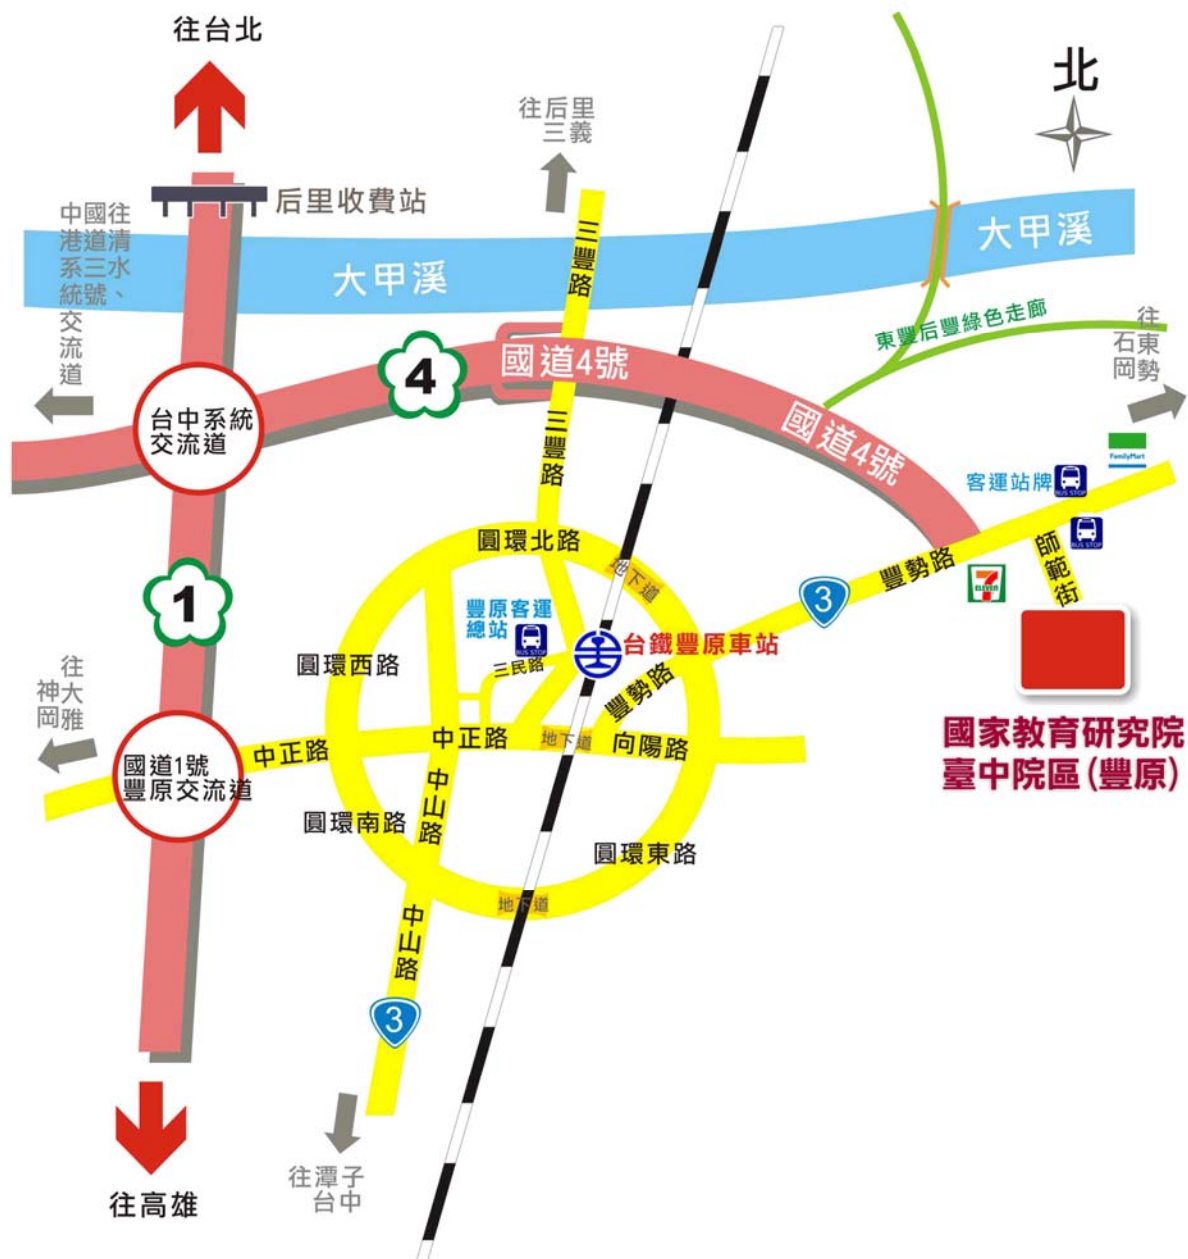 往台北
北
往后里
三義
后里收費站
往清水、
國道三號
中港系統交流道
大甲溪
大甲溪
三豐路
東豐后豐綠色走廊
往東勢
石岡
國道4號
4
國道4號
台中系統
交流道
三豐路
FamilyMart
客運站牌
BUS STOP
BUS STOP
師範街
圓環北路
地下道
豐勢路
7
ELEVEN
3
1
豐原客運
總站
BUS STOP
台鐵豐原車站
三民路
圓環西路
豐勢路
往大雅
神岡
中正路
中正路
地下道
向陽路
國道1號
豐原交流道
國家教育研究院
臺中院區(豐原)
中山路
圓環南路
圓環東路
地下道
中山路
3
往潭子
台中
往高雄